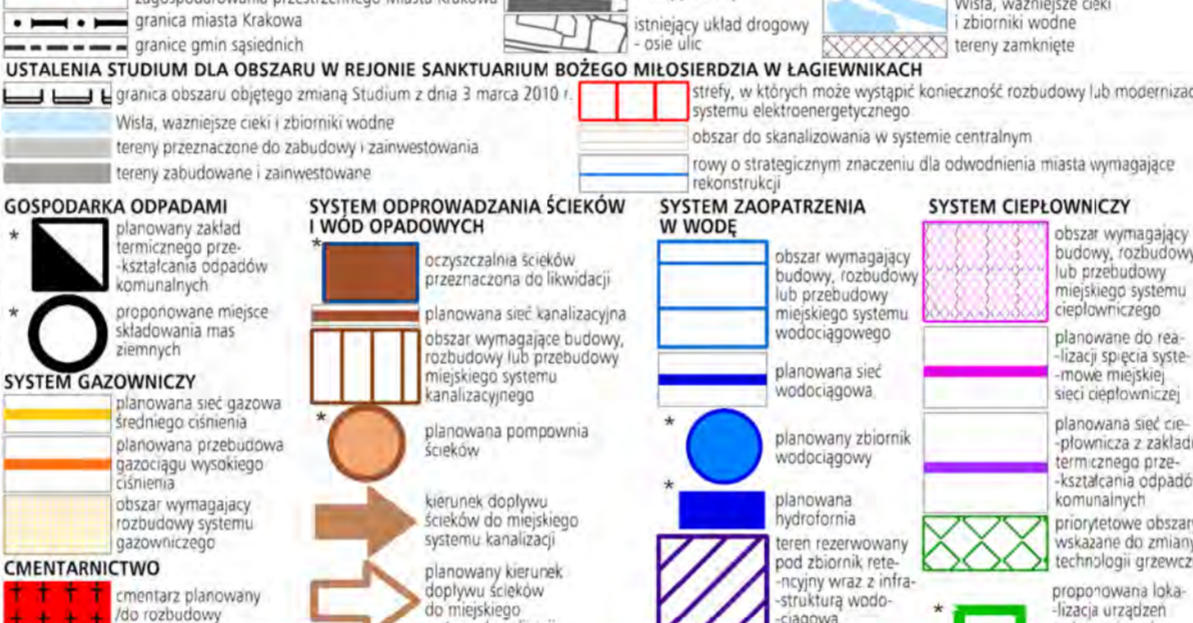 zagospodarowania przestrzennego Miasta Krakowa
granica miasta Krakowa
granice gmin sąsiednich
istniejący układ drogowy
- osie ulic
Wisła, ważniejsze cieki
i zbiorniki wodne
tereny zamknięte
USTALENIA STUDIUM DLA OBSZARU W REJONIE SANKTUARIUM BOŻEGO MIŁOSIERDZIA W ŁAGIEWNIKACH
granica obszaru objętego zmianą Studium z dnia 3 marca 2010 r.
Wisła, ważniejsze cieki i zbiorniki wodne
tereny przeznaczone do zabudowy i zainwestowania
tereny zabudowane i zainwestowane
strefy, w których może wystąpić konieczność rozbudowy lub modernizac
systemu elektroenergetycznego
obszar do skanalizowania w systemie centralnym
rowy o strategicznym znaczeniu dla odwodnienia miasta wymagające
rekonstrukcji
GOSPODARKA ODPADAMI
* planowany zakład
termicznego prze-
-kształcania odpadów
komunalnych
* proponowane miejsce
składowania mas
ziemnych
SYSTEM GAZOWNICZY
planowana sieć gazowa
średniego ciśnienia
planowana przebudowa
gazociągu wysokiego
ciśnienia
obszar wymagajacy
rozbudowy systemu
gazowniczego
CMENTARNICTWO
cmentarz planowany
/do rozbudowy
SYSTEM ODPROWADZANIA ŚCIEKÓW
I WÓD OPADOWYCH
* oczyszczalnia ścieków
przeznaczona do likwidacji
planowana sieć kanalizacyjna
obszar wymagające budowy,
rozbudowy lub przebudowy
miejskiego systemu
kanalizacyjnego
* planowana pompownia
ścieków
kierunek dopływu
ścieków do miejskiego
systemu kanalizacji
planowany kierunek
dopływu ścieków
do miejskiego
SYSTEM ZAOPATRZENIA
W WODĘ
obszar wymagający
budowy, rozbudowy
lub przebudowy
miejskiego systemu
wodociągowego
planowana sieć
wodociągowa
* planowany zbiornik
wodociągowy
* planowana
hydrofornia
teren rezerwowany
pod zbiornik rete-
-ncyjny wraz z infra-
-strukturą wodo-
-ciągową
SYSTEM CIEPŁOWNICZY
obszar wymagający
budowy, rozbudowy
lub przebudowy
miejskiego systemu
ciepłowniczego
planowane do rea-
-lizacji spięcia syste-
-mowe miejskiej
sieci ciepłowniczej
planowana sieć cie-
-płownicza z zakład
termicznego prze-
-kształcania odpadó
komunalnych
priorytetowe obszar
wskazane do zmiany
technologii grzewcz
* proponowana loka-
-lizacja urządzeń